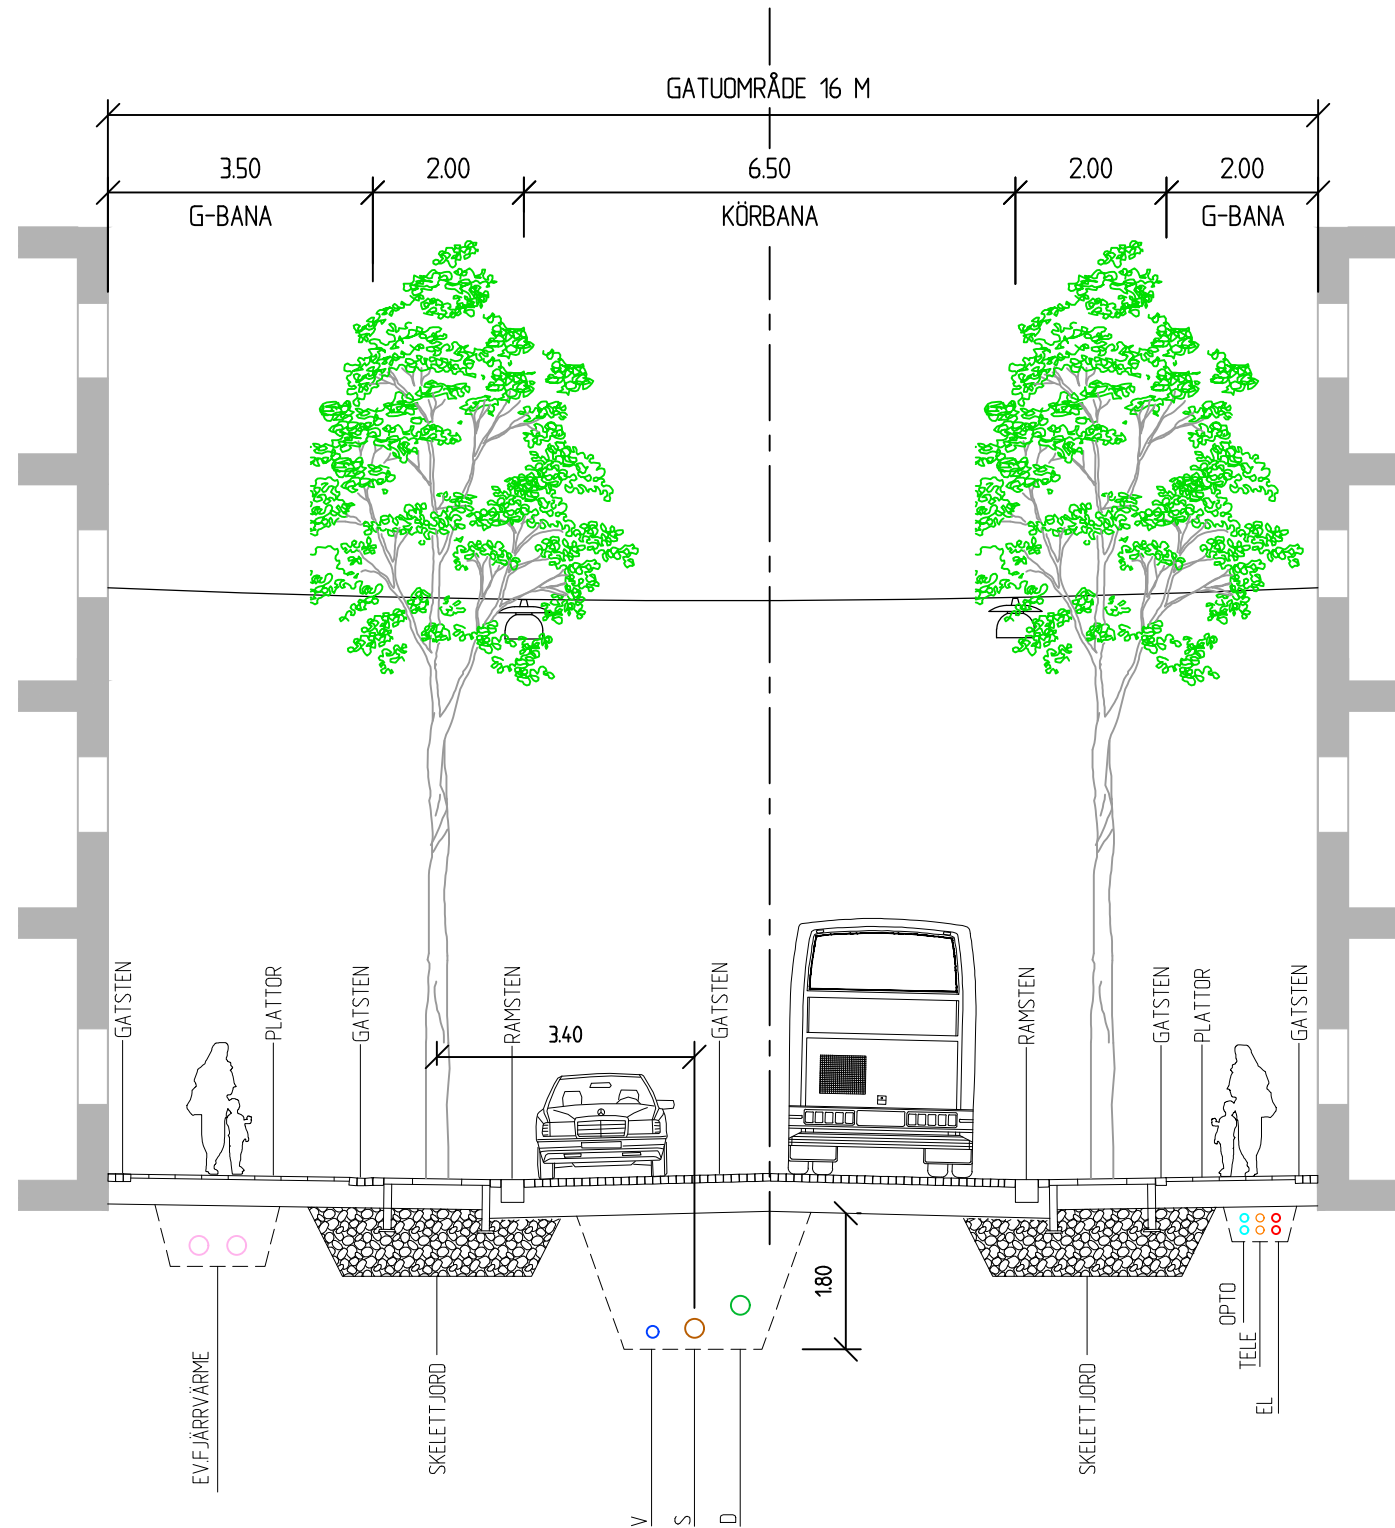 GATUOMRÅDE 16 M
3.50
2.00
6.50
2.00
2.00
G-BANA
KÖRBANA
G-BANA
GATSTEN
PLATTOR
GATSTEN
RAMSTEN
3.40
GATSTEN
RAMSTEN
GATSTEN
PLATTOR
GATSTEN
1.80
EV.FJÄRRVÄRME
SKELETTJORD
V
S
D
SKELETTJORD
OPTO
TELE
EL